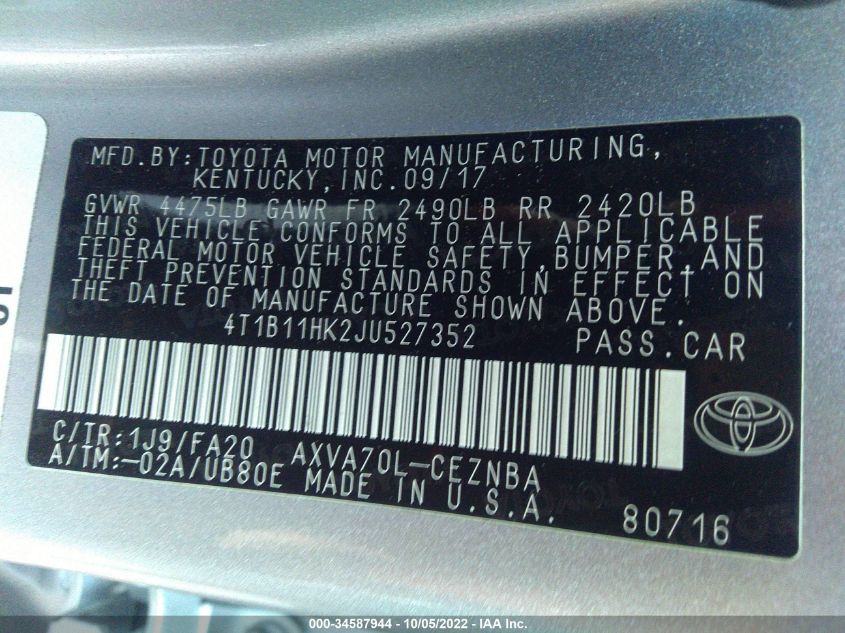 MFD.BY:TOYOTA MOTOR MANUFACTURING,
KENTUCKY,INC.09/17
GVWR 4475LB GAWR FR 2490LB RR 2420LB
THIS VEHICLE CONFORMS TO ALL APPLICABLE
FEDERAL MOTOR VEHICLE SAFETY,BUMPER,AND
THEFT PREVENTION STANDARDS IN EFFECT ON
THE DATE OF MANUFACTURE SHOWN ABOVE.
4T1B11HK2JU527352 PASS.CAR
C/TR:1J9/FA20 AXVA70L-CEZNBA
A/TM:-02A/UB80E MADE IN U.S.A.
80716
000-34587944 - 10/05/2022 - IAA Inc.